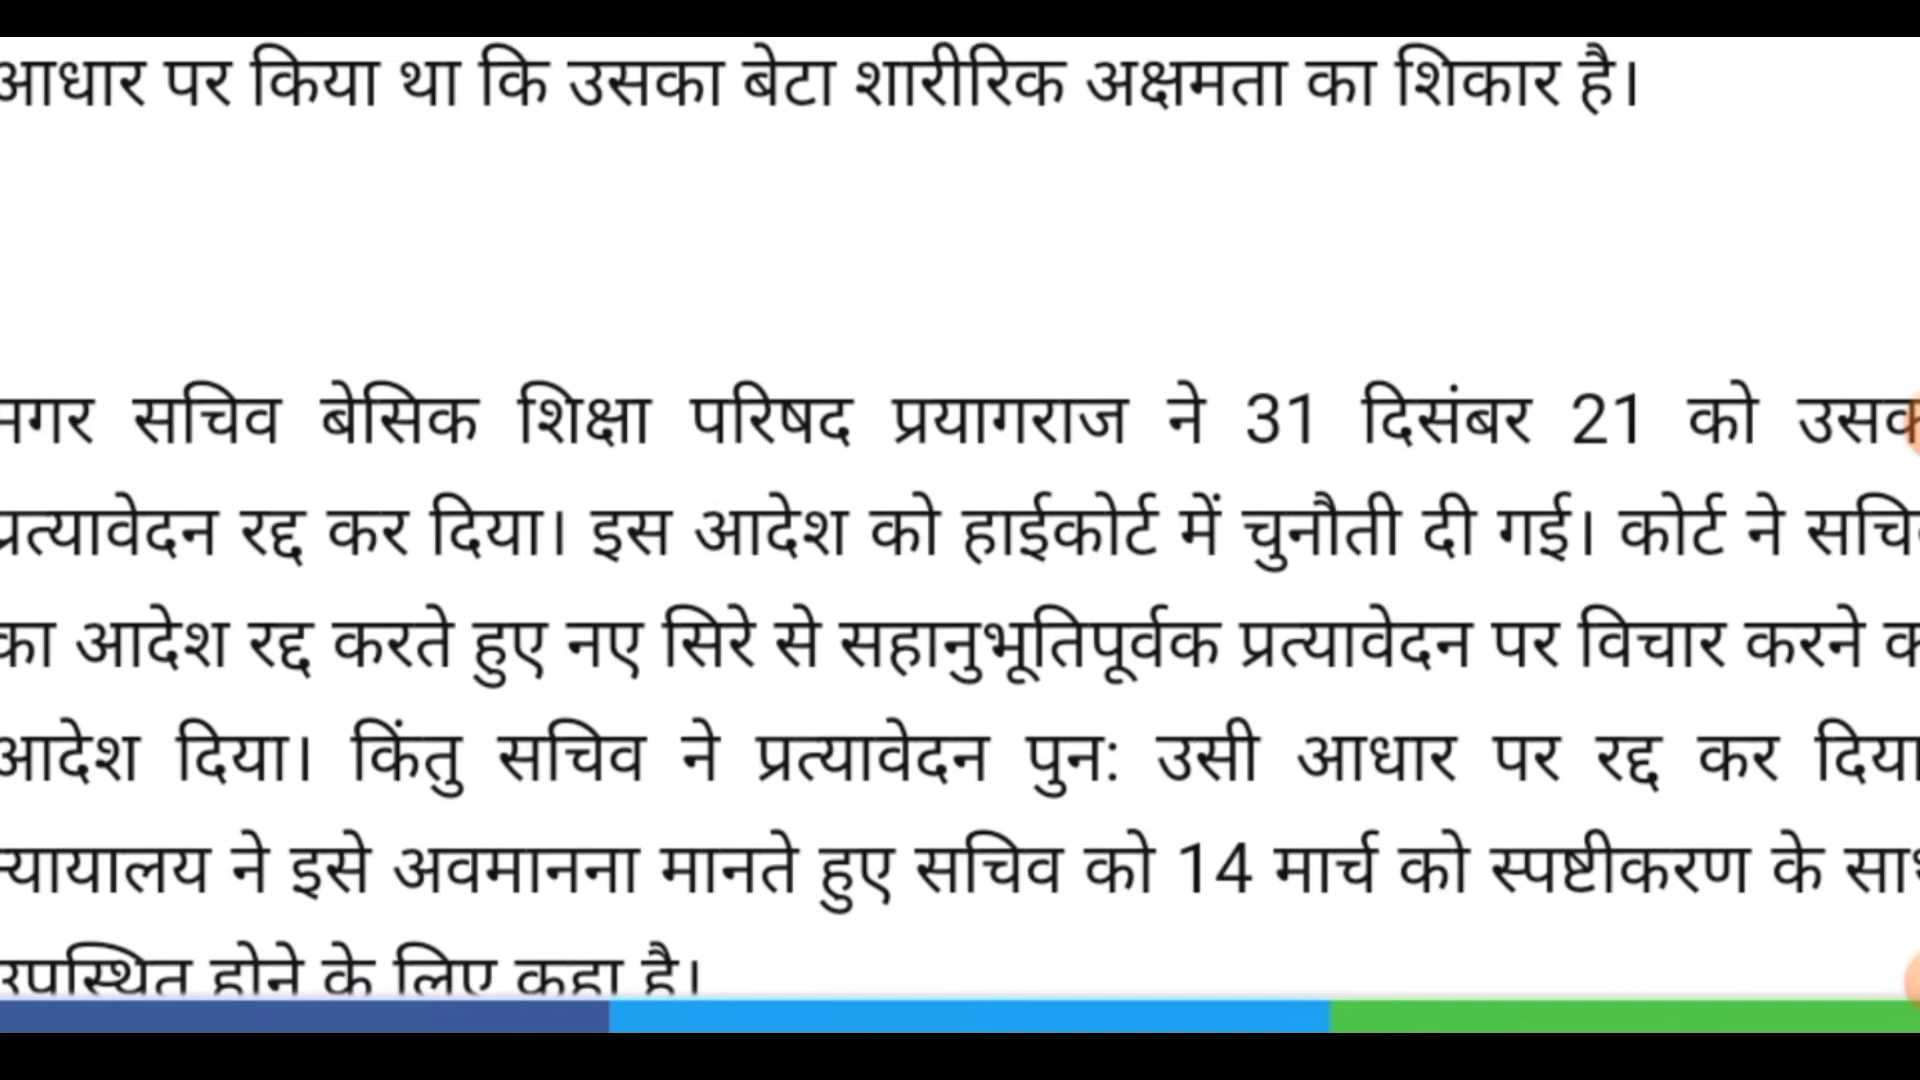 आधार पर किया था कि उसका बेटा शारीरिक अक्षमता का शिकार है।
मगर सचिव बेसिक शिक्षा परिषद प्रयागराज ने 31 दिसंबर 21 को
प्रत्यावेदन रद्द कर दिया। इस आदेश को हाईकोर्ट में चुनौती दी गई। कोर्ट ने सचिव
का आदेश रद्द करते हुए नए सिरे से सहानुभूतिपूर्वक प्रत्यावेदन पर विचार करने
आदेश दिया। किंतु सचिव ने प्रत्यावेदन पुन: उसी आधार पर रद्द कर दिया
न्यायालय ने इसे अवमानना मानते हुए सचिव को 14 मार्च को स्पष्टीकरण के साथ
उपस्थित होने के लिए कहा है।